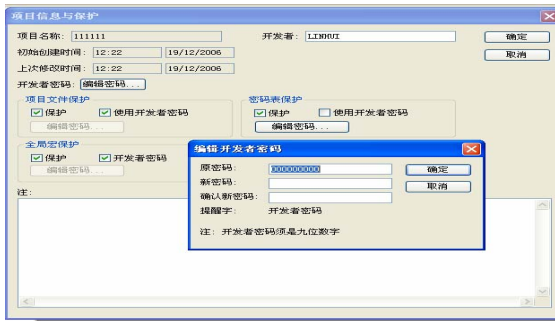 项目信息与保护
项目名称: 111111 开发者: LINHUI 确定
初始创建时间: 12:22 19/12/2006 取消
上次修改时间: 12:22 19/12/2006
开发者密码: 编辑密码...
项目文件保护 密码表保护
保护 使用开发者密码 保护 使用开发者密码
编辑密码... 编辑密码...
全局宏保护
保护 开发者密码
编辑密码...
编辑开发者密码
原密码: 000000000 确定
新密码: 取消
确认新密码:
提醒字: 开发者密码
注: 开发者密码须是九位数字
注: